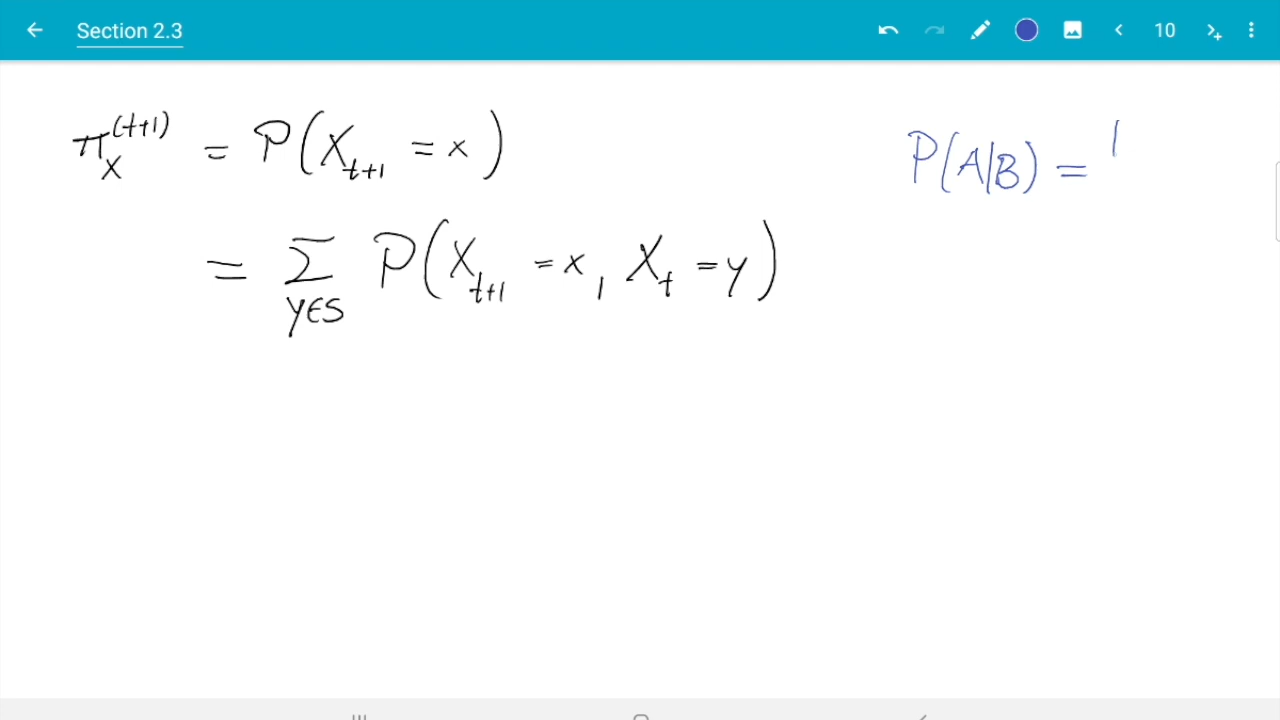 Section 2.3
10
π_x^(t+1) = P(X_{t+1} = x)
P(A|B) =
= Σ_{y∈S} P(X_{t+1} = x, X_t = y)